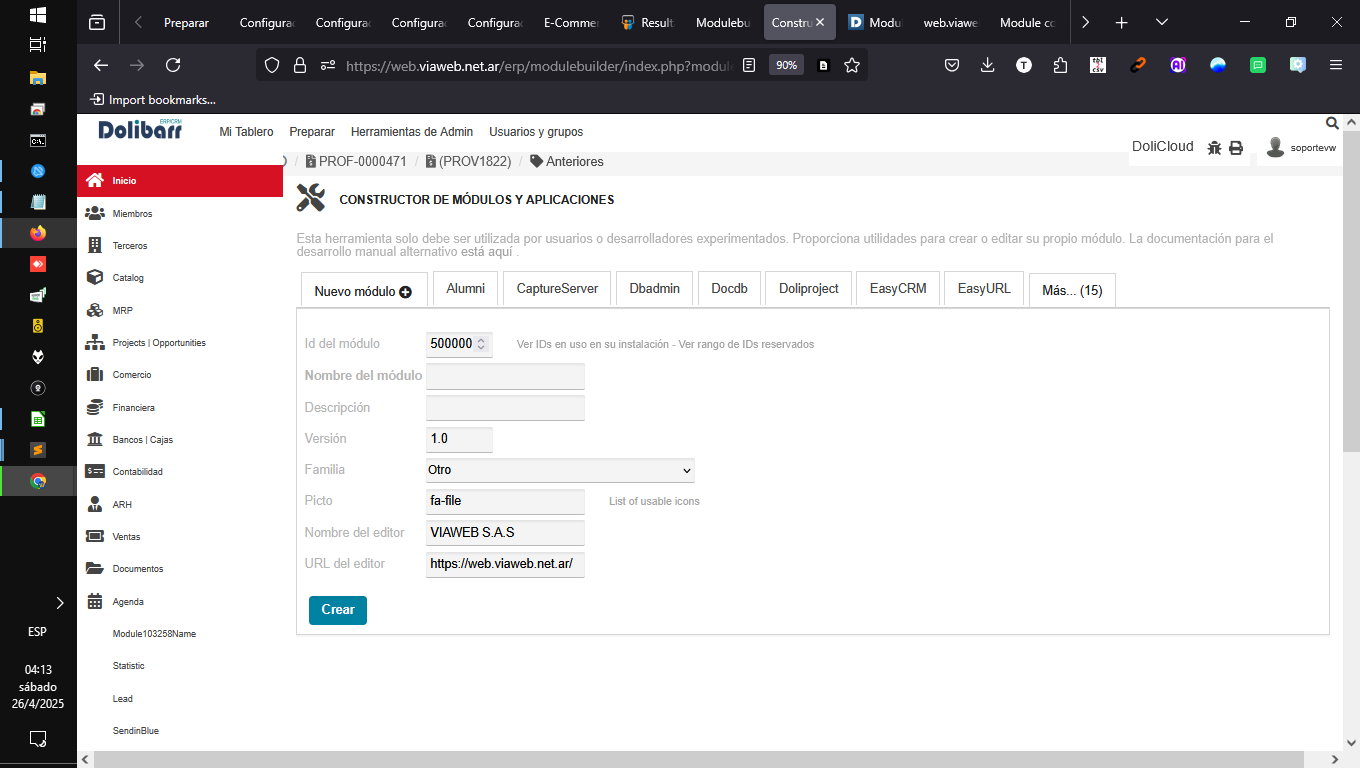 Preparar Configura Configura Configura Configura E-Comme Result Modulebu Constru Modul web.viawe Module co
https://web.viaweb.net.ar/erp/modulebuilder/index.php?modul 90%
Import bookmarks...
Dolibarr ERP/CRM Mi Tablero Preparar Herramientas de Admin Usuarios y grupos
DoliCloud soportevw
/ PROF-0000471 / (PROV1822) / Anteriores
Inicio
Miembros
Terceros
Catalog
MRP
Projects | Opportunities
Comercio
Financiera
Bancos | Cajas
Contabilidad
ARH
Ventas
Documentos
Agenda
Module103258Name
Statistic
Lead
SendinBlue
CONSTRUCTOR DE MÓDULOS Y APLICACIONES
Esta herramienta solo debe ser utilizada por usuarios o desarrolladores experimentados. Proporciona utilidades para crear o editar su propio módulo. La documentación para el
desarrollo manual alternativo está aquí .
Nuevo módulo Alumni CaptureServer Dbadmin Docdb Doliproject EasyCRM EasyURL Más... (15)
Id del módulo 500000 Ver IDs en uso en su instalación - Ver rango de IDs reservados
Nombre del módulo
Descripción
Versión 1.0
Familia Otro
Picto fa-file List of usable icons
Nombre del editor VIAWEB S.A.S
URL del editor https://web.viaweb.net.ar/
Crear
ESP
04:13
sábado
26/4/2025